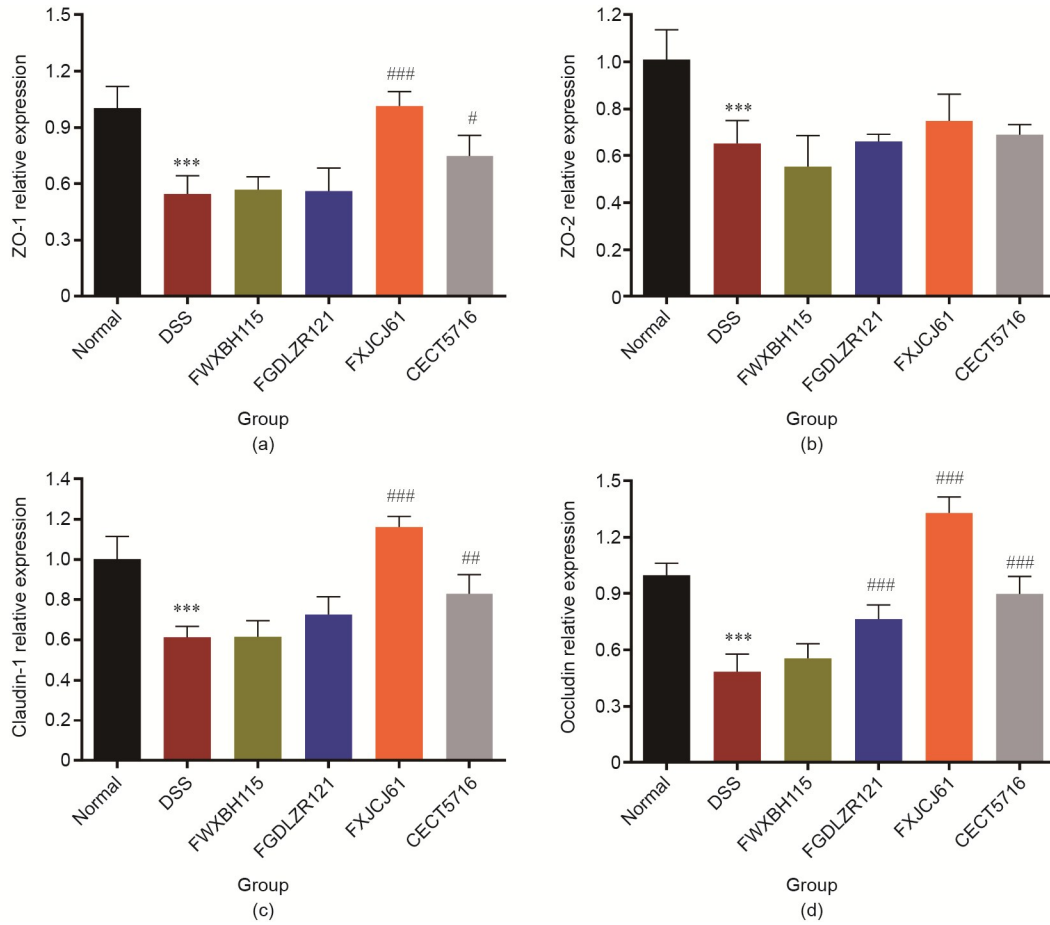 ZO-1 relative expression
1.5
1.2
0.9
0.6
0.3
0
***
###
#
Normal
DSS
FWXBH115
FGDLZR121
FXJCJ61
CECT5716
Group
(a)
ZO-2 relative expression
1.2
1.0
0.8
0.6
0.4
0.2
0
***
Normal
DSS
FWXBH115
FGDLZR121
FXJCJ61
CECT5716
Group
(b)
Claudin-1 relative expression
1.4
1.2
1.0
0.8
0.6
0.4
0.2
0
***
###
##
Normal
DSS
FWXBH115
FGDLZR121
FXJCJ61
CECT5716
Group
(c)
Occludin relative expression
1.5
1.2
0.9
0.6
0.3
0
***
###
###
###
Normal
DSS
FWXBH115
FGDLZR121
FXJCJ61
CECT5716
Group
(d)